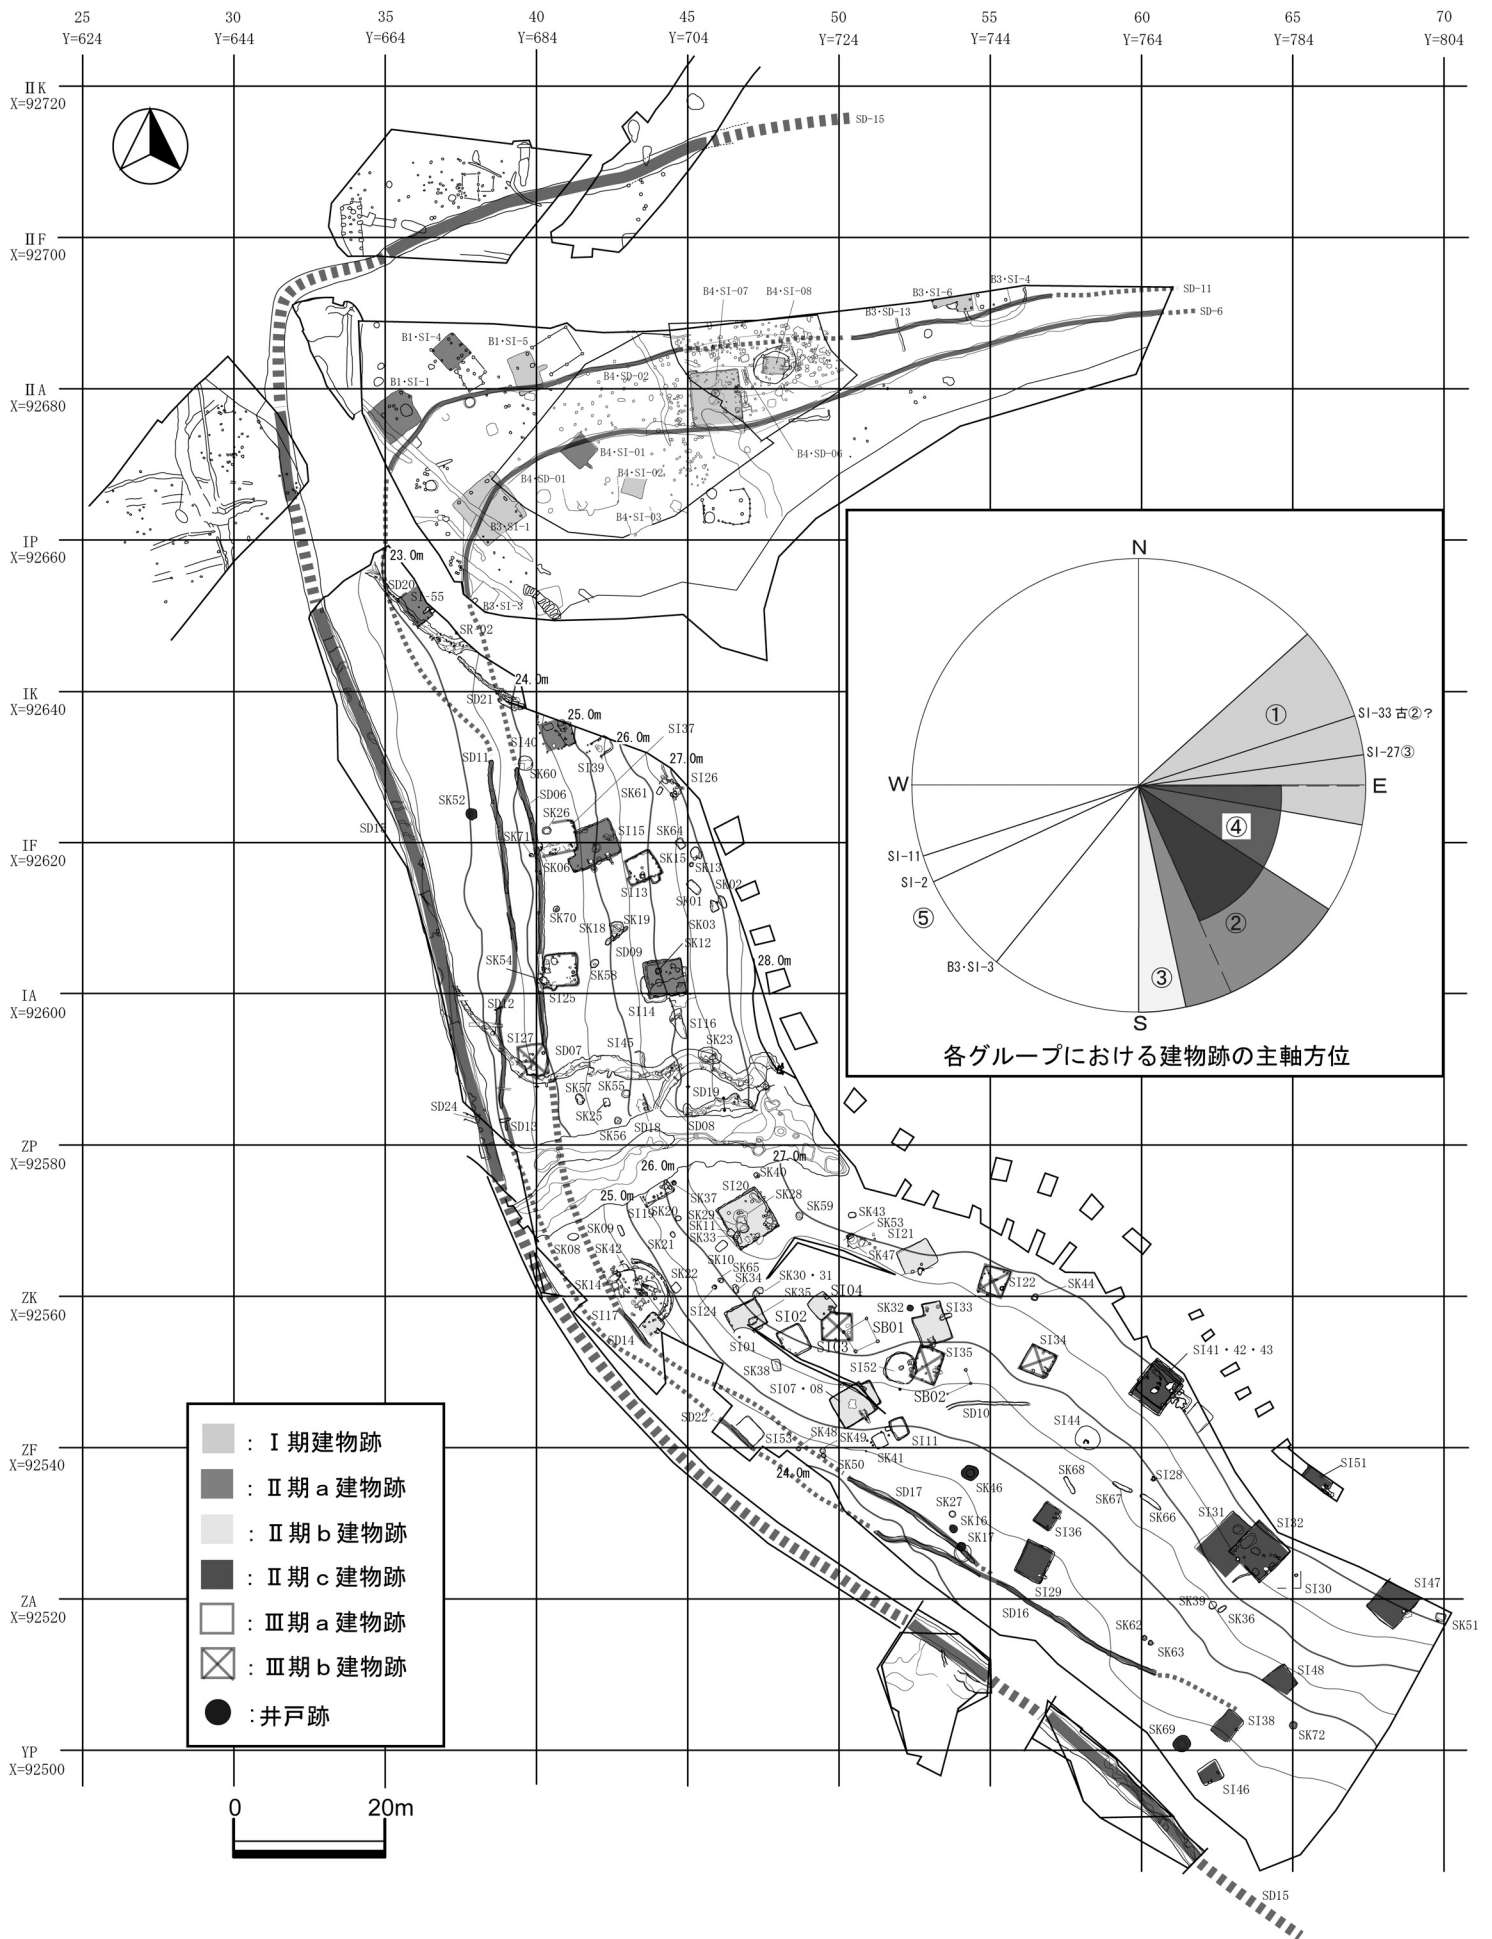 25 30 35 40 45 50 55 60 65 70
Y=624 Y=644 Y=664 Y=684 Y=704 Y=724 Y=744 Y=764 Y=784 Y=804
ⅡK
X=92720
SD-15
ⅡF
X=92700
B3・SI-4
B4・SI-07 B4・SI-08 B3・SI-6 SD-11
B3・SD-13 SD-6
B1・SI-4 B1・SI-5
B4・SD-02
B1・SI-1
ⅡA
X=92680
B4・SI-01 B4・SD-06
B4・SD-01 B4・SI-02
B4・SI-03
B3・SI-1
IP
X=92660
23.0m
SD20
SI-55
B3・SI-3
SR-02
24.0m
IK
X=92640
SD21
25.0m
SI37
26.0m
SI40
SI39
27.0m
SD11
SK60
SI26
SD06
SK61
SK52
SK26
SD15
SK71
SI15
SK64
IF
X=92620
SK06
SK15
SK13
SI13
SK02
SK01
SK70
SK18
SK19
SK03
SD09
SK12
SK54
SK58
28.0m
IA
X=92600
SD12
SI25
SI14
SI16
SI27
SD07
SI45
SK23
SK57
SK55
SD19
SD24
SD13
SK25
SK56
SD18
SD08
ZP
X=92580
26.0m
27.0m
SK40
25.0m
SK37
SI20
SK28
SI19
SK20
SK29
SK59
SK43
SK09
SK11
SK53
SI21
SK33
SK08
SK42
SK21
SK10
SK47
SK65
SK14
SK22
SK34
SK30・31
SI22
SK44
ZK
X=92560
SI24
SK35
SI04
SK32
SI33
SI17
SI02
SB01
SD14
SI01
SI03
SI34
SI41・42・43
SI52
SI35
SK38
SI07・08
SB02
SD10
SD22
SI44
SI53
SK48
SK49
SI11
ZF
X=92540
SK50
SK41
24.0m
SK46
SK68
SI28
SI51
SD17
SK27
SK67
SK16
SK66
SI31
SI32
SK17
SI36
SI29
SI30
SI47
ZA
X=92520
SD16
SK39
SK36
SK51
SK62
SK63
SI48
SI38
SK69
SK72
YP
X=92500
SI46
SD15
N
①
SI-33 古②?
SI-27③
W
E
④
SI-11
SI-2
⑤
②
B3・SI-3
③
S
各グループにおける建物跡の主軸方位
:Ⅰ期建物跡
:Ⅱ期a建物跡
:Ⅱ期b建物跡
:Ⅱ期c建物跡
:Ⅲ期a建物跡
:Ⅲ期b建物跡
:井戸跡
0 20m